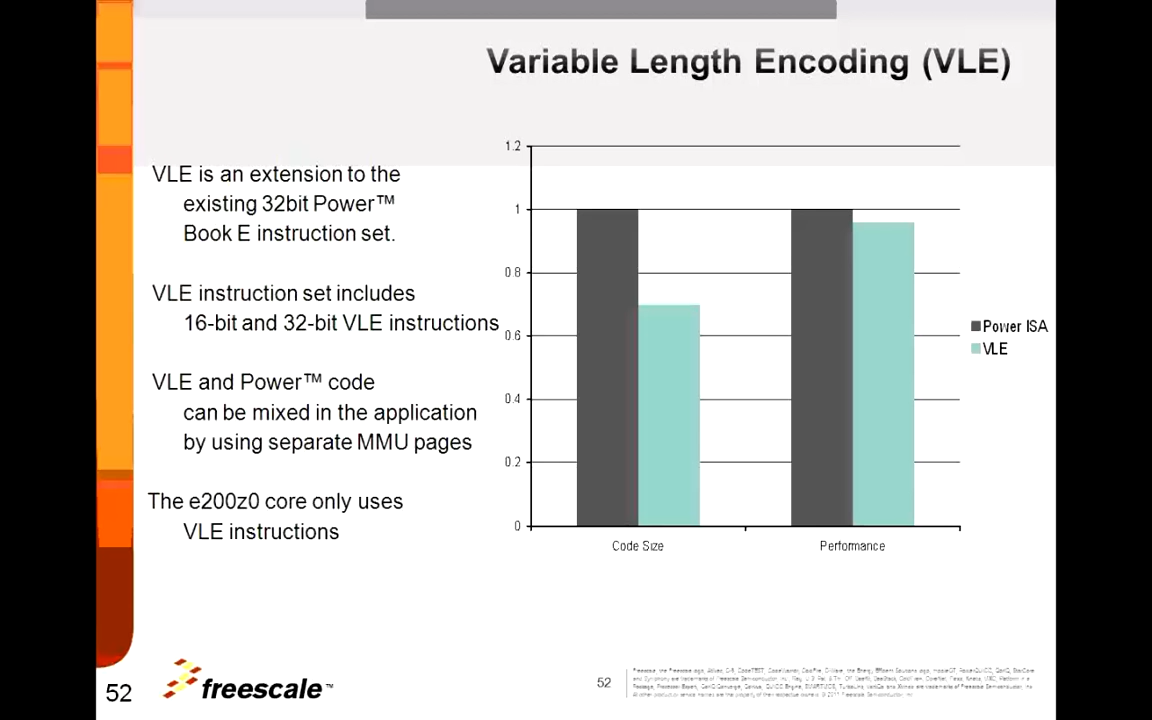 Variable Length Encoding (VLE)
VLE is an extension to the
existing 32bit Power™
Book E instruction set.
VLE instruction set includes
16-bit and 32-bit VLE instructions
VLE and Power™ code
can be mixed in the application
by using separate MMU pages
The e200z0 core only uses
VLE instructions
1.2
1
0.8
0.6
0.4
0.2
0
Code Size
Performance
Power ISA
VLE
52
freescale™
52